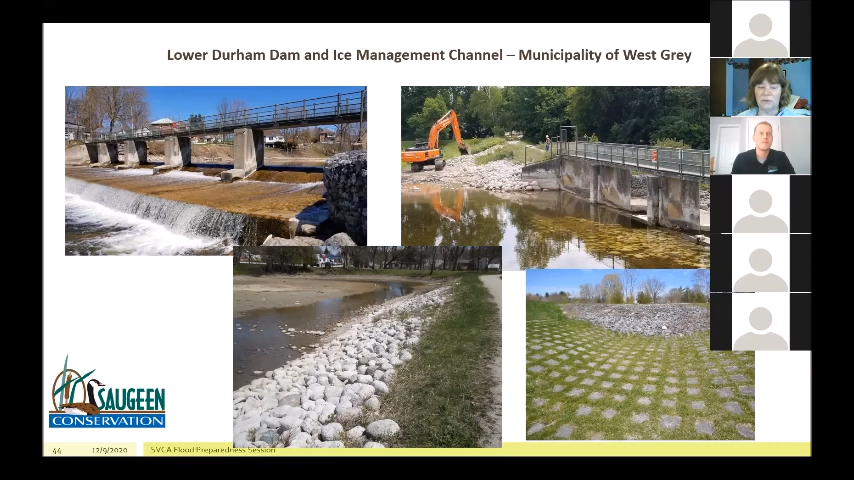 Lower Durham Dam and Ice Management Channel – Municipality of West Grey
SAUGEEN
CONSERVATION
44 12/9/2020 SVCA Flood Preparedness Session